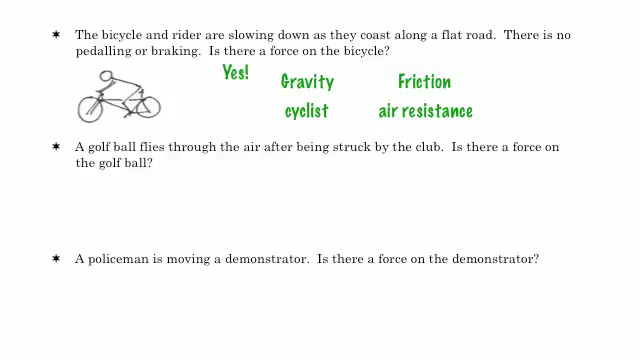 ✶ The bicycle and rider are slowing down as they coast along a flat road. There is no
pedalling or braking. Is there a force on the bicycle?
Yes!
Gravity Friction
cyclist air resistance
✶ A golf ball flies through the air after being struck by the club. Is there a force on
the golf ball?
✶ A policeman is moving a demonstrator. Is there a force on the demonstrator?